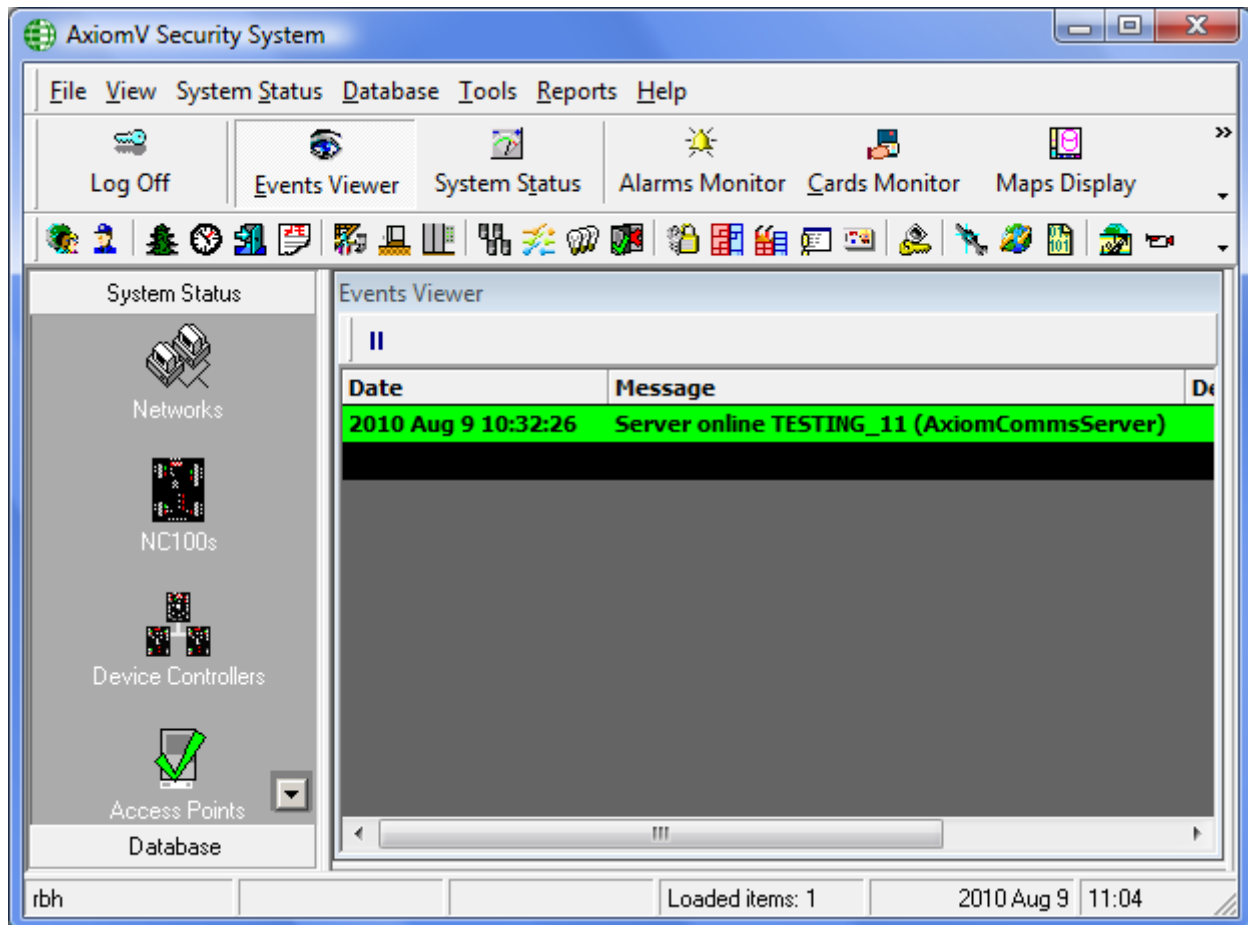 AxiomV Security System
File View System Status Database Tools Reports Help
Log Off Events Viewer System Status Alarms Monitor Cards Monitor Maps Display
System Status
Networks
NC100s
Device Controllers
Access Points
Database
Events Viewer
Date Message De
2010 Aug 9 10:32:26 Server online TESTING_11 (AxiomCommsServer)
rbh Loaded items: 1 2010 Aug 9 11:04